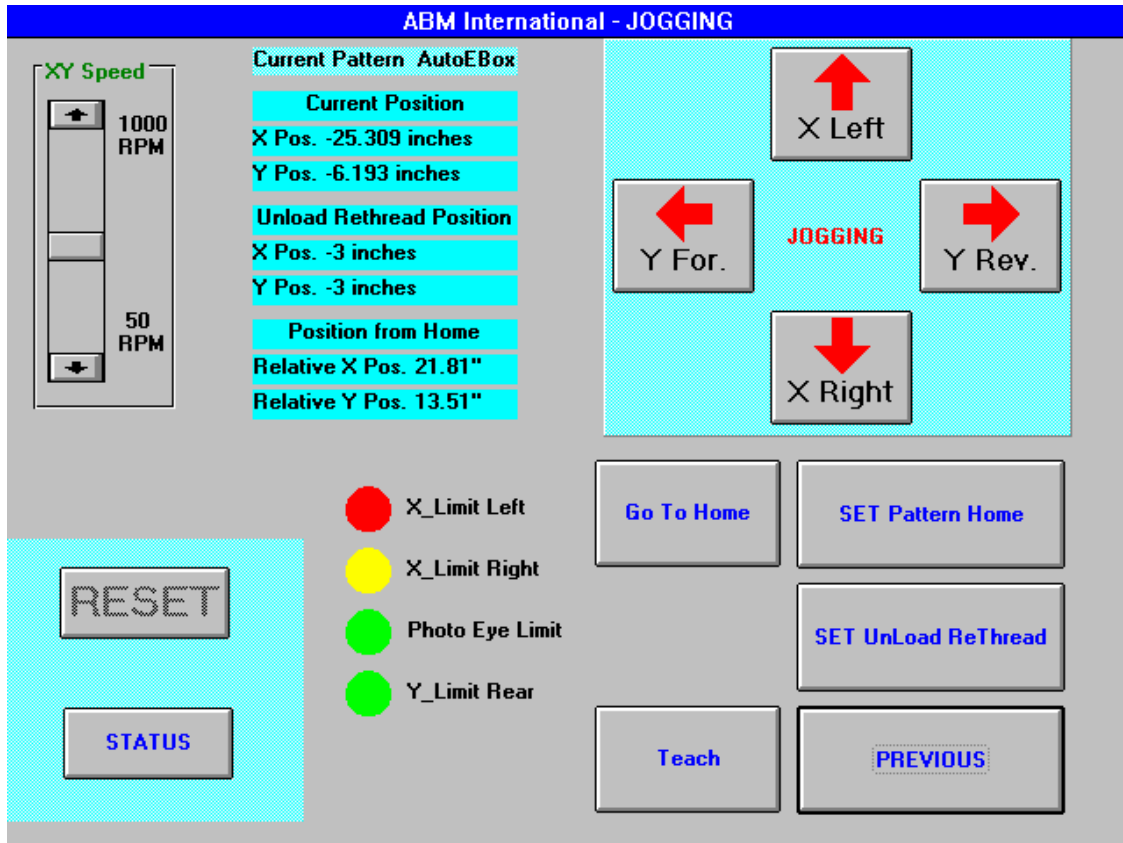 ABM International - JOGGING
XY Speed
1000
RPM
50
RPM
Current Pattern AutoEBox
Current Position
X Pos. -25.309 inches
Y Pos. -6.193 inches
Unload Rethread Position
X Pos. -3 inches
Y Pos. -3 inches
Position from Home
Relative X Pos. 21.81"
Relative Y Pos. 13.51"
X Left
Y For.
JOGGING
Y Rev.
X Right
X_Limit Left
X_Limit Right
Photo Eye Limit
Y_Limit Rear
Go To Home
SET Pattern Home
SET UnLoad ReThread
Teach
PREVIOUS
RESET
STATUS